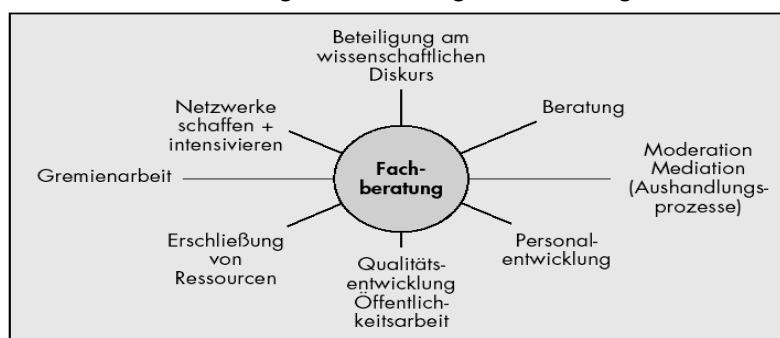 Beteiligung am
wissenschaftlichen
Diskurs
Netzwerke
schaffen +
intensivieren
Beratung
Fach-
beratung
Gremienarbeit
Moderation
Mediation
(Aushandlungs-
prozesse)
Erschließung
von
Ressourcen
Qualitäts-
entwicklung
Öffentlich-
keitsarbeit
Personal-
entwicklung